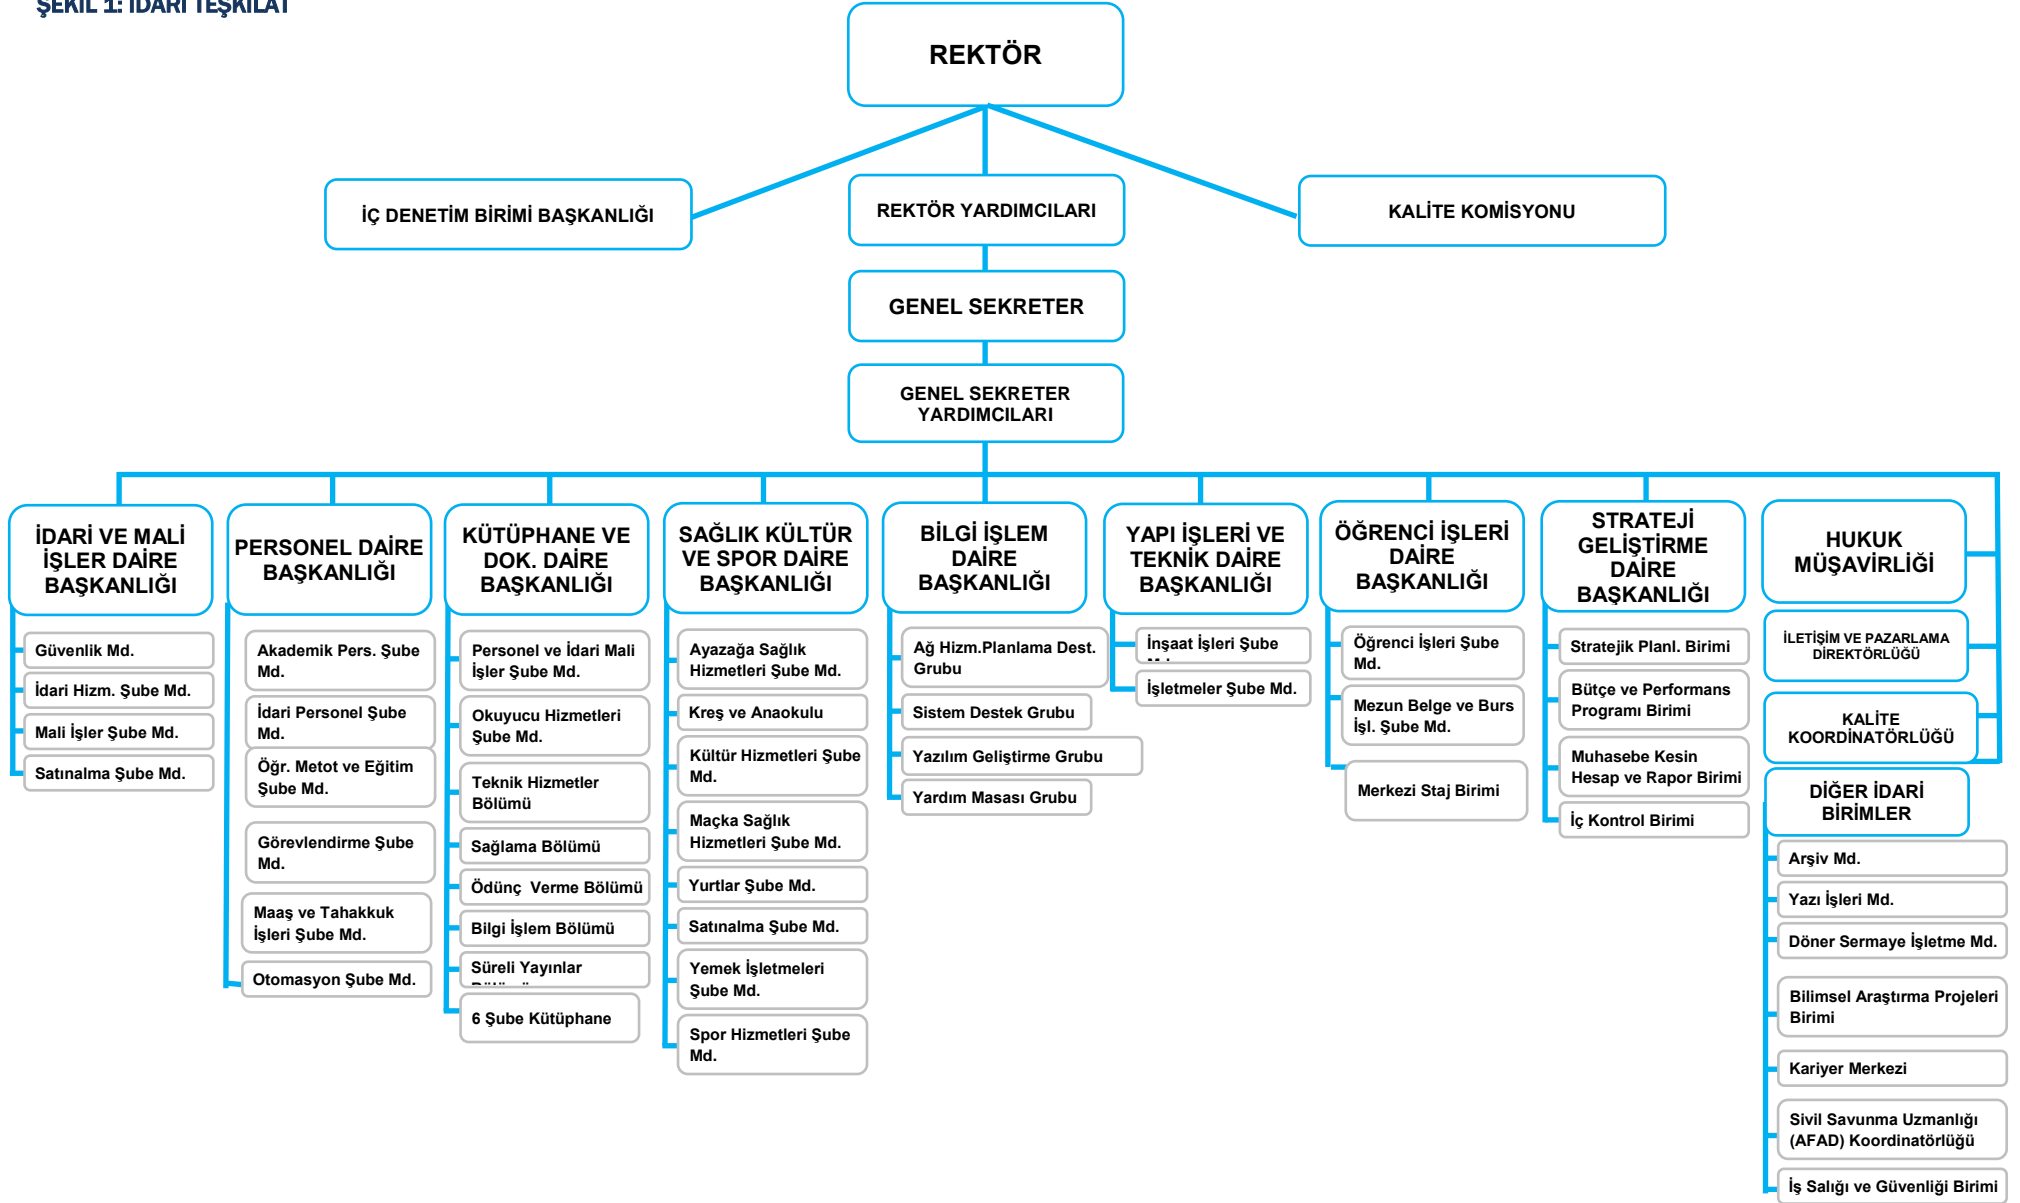 ŞEKİL 1: İDARİ TEŞKİLAT
REKTÖR
İÇ DENETİM BİRİMİ BAŞKANLIĞI
REKTÖR YARDIMCILARI
KALİTE KOMİSYONU
GENEL SEKRETER
GENEL SEKRETER
YARDIMCILARI
İDARİ VE MALİ
İŞLER DAİRE
BAŞKANLIĞI
Güvenlik Md.
İdari Hizm. Şube Md.
Mali İşler Şube Md.
Satınalma Şube Md.
PERSONEL DAİRE
BAŞKANLIĞI
Akademik Pers. Şube
Md.
İdari Personel Şube
Md.
Öğr. Metot ve Eğitim
Şube Md.
Görevlendirme Şube
Md.
Maaş ve Tahakkuk
İşleri Şube Md.
Otomasyon Şube Md.
KÜTÜPHANE VE
DOK. DAİRE
BAŞKANLIĞI
Personel ve İdari Mali
İşler Şube Md.
Okuyucu Hizmetleri
Şube Md.
Teknik Hizmetler
Bölümü
Sağlama Bölümü
Ödünç Verme Bölümü
Bilgi İşlem Bölümü
Süreli Yayınlar
6 Şube Kütüphane
SAĞLIK KÜLTÜR
VE SPOR DAİRE
BAŞKANLIĞI
Ayazağa Sağlık
Hizmetleri Şube Md.
Kreş ve Anaokulu
Kültür Hizmetleri Şube
Md.
Maçka Sağlık
Hizmetleri Şube Md.
Yurtlar Şube Md.
Satınalma Şube Md.
Yemek İşletmeleri
Şube Md.
Spor Hizmetleri Şube
Md.
BİLGİ İŞLEM
DAİRE
BAŞKANLIĞI
Ağ Hizm.Planlama Dest.
Grubu
Sistem Destek Grubu
Yazılım Geliştirme Grubu
Yardım Masası Grubu
YAPI İŞLERİ VE
TEKNİK DAİRE
BAŞKANLIĞI
İnşaat İşleri Şube
İşletmeler Şube Md.
ÖĞRENCİ İŞLERİ
DAİRE
BAŞKANLIĞI
Öğrenci İşleri Şube
Md.
Mezun Belge ve Burs
İşl. Şube Md.
Merkezi Staj Birimi
STRATEJİ
GELİŞTİRME
DAİRE
BAŞKANLIĞI
Stratejik Planl. Birimi
Bütçe ve Performans
Programı Birimi
Muhasebe Kesin
Hesap ve Rapor Birimi
İç Kontrol Birimi
HUKUK
MÜŞAVİRLİĞİ
İLETİŞİM VE PAZARLAMA
DİREKTÖRLÜĞÜ
KALİTE
KOORDİNATÖRLÜĞÜ
DİĞER İDARİ
BİRİMLER
Arşiv Md.
Yazı İşleri Md.
Döner Sermaye İşletme Md.
Bilimsel Araştırma Projeleri
Birimi
Kariyer Merkezi
Sivil Savunma Uzmanlığı
(AFAD) Koordinatörlüğü
İş Salığı ve Güvenliği Birimi